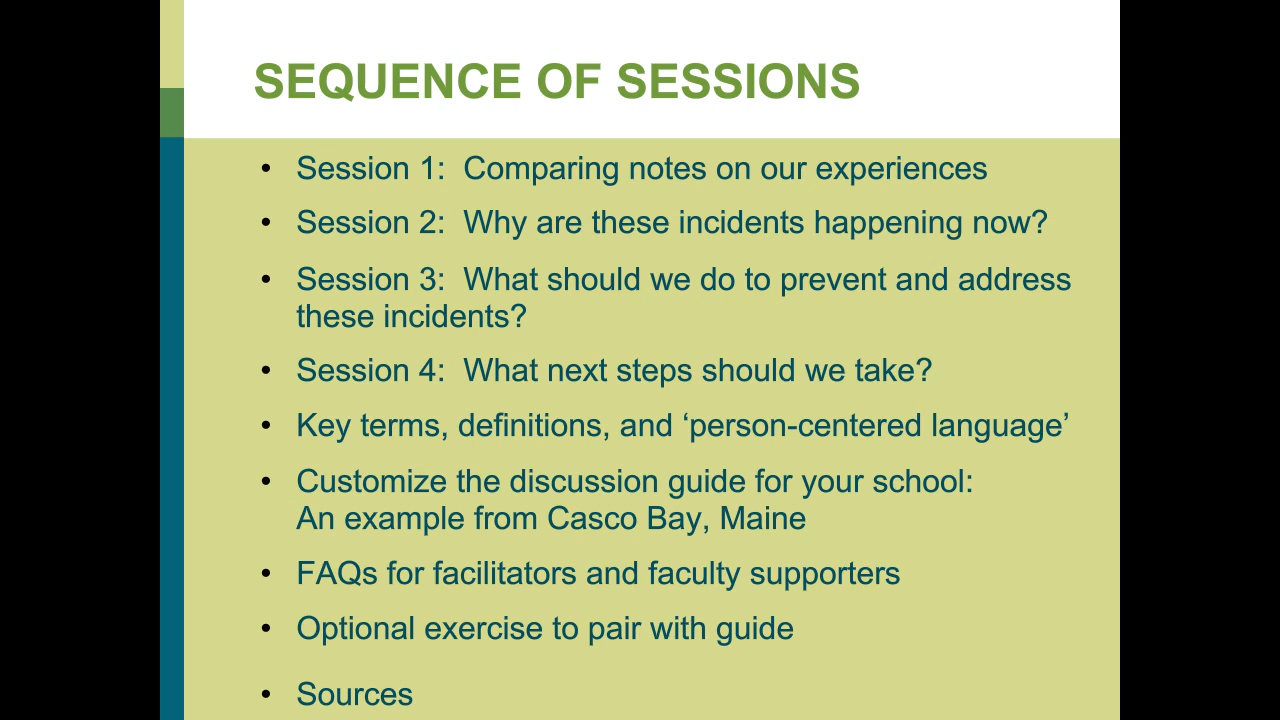 SEQUENCE OF SESSIONS
• Session 1:  Comparing notes on our experiences
• Session 2:  Why are these incidents happening now?
• Session 3:  What should we do to prevent and address
these incidents?
• Session 4:  What next steps should we take?
• Key terms, definitions, and ‘person-centered language’
• Customize the discussion guide for your school:
An example from Casco Bay, Maine
• FAQs for facilitators and faculty supporters
• Optional exercise to pair with guide
• Sources